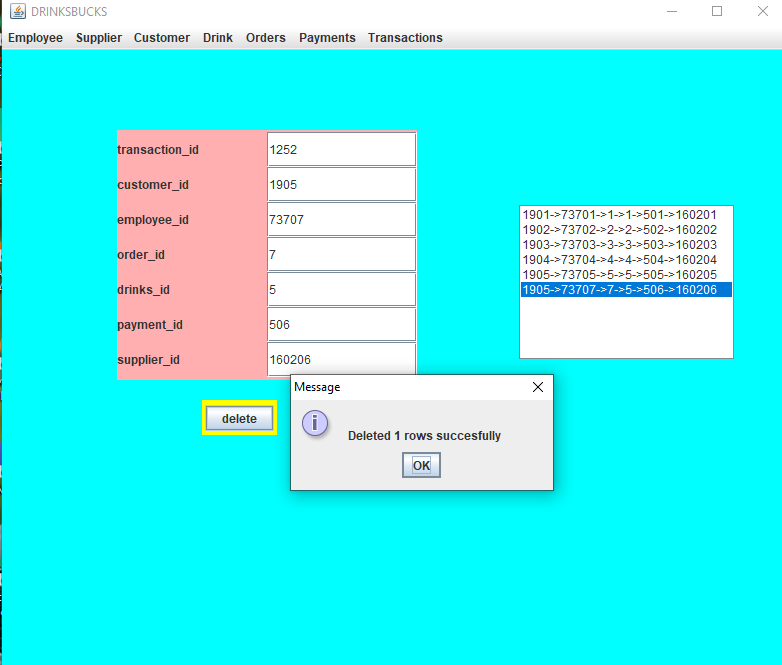 DRINKSBUCKS
Employee Supplier Customer Drink Orders Payments Transactions
transaction_id 1252
customer_id 1905
employee_id 73707
order_id 7
drinks_id 5
payment_id 506
supplier_id 160206
1901->73701->1->1->501->160201
1902->73702->2->2->502->160202
1903->73703->3->3->503->160203
1904->73704->4->4->504->160204
1905->73705->5->5->505->160205
1905->73707->7->5->506->160206
delete
Message
Deleted 1 rows succesfully
OK